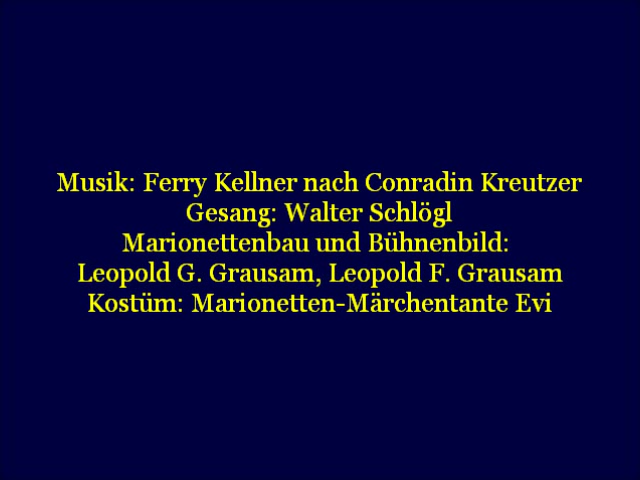 Musik: Ferry Kellner nach Conradin Kreutzer
Gesang: Walter Schlögl
Marionettenbau und Bühnenbild:
Leopold G. Grausam, Leopold F. Grausam
Kostüm: Marionetten-Märchentante Evi